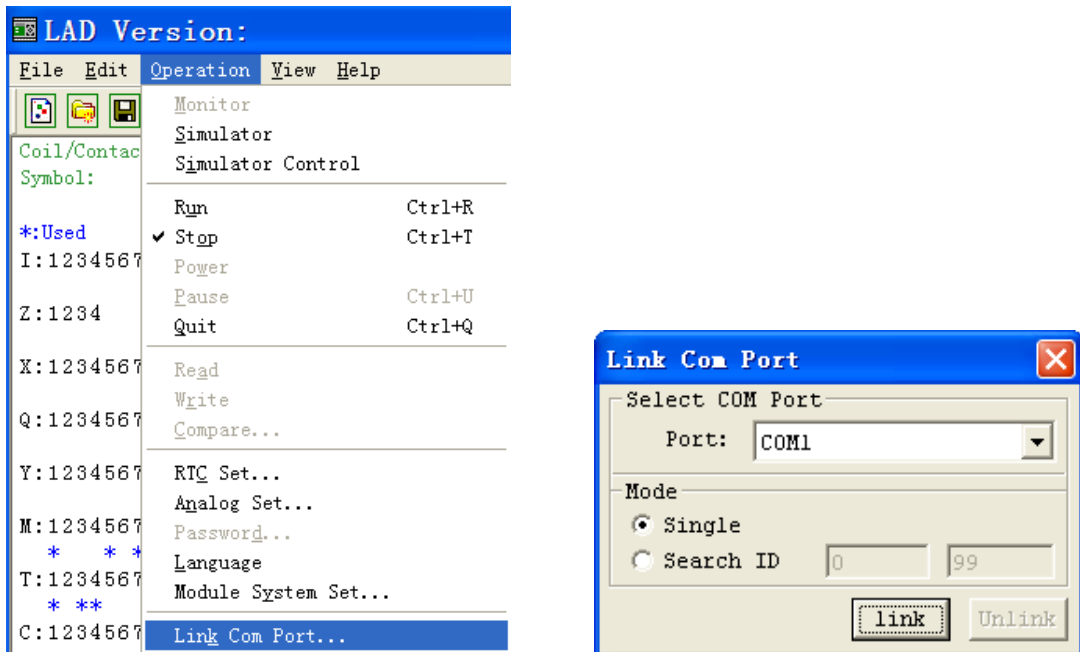 LAD Version:
File Edit Operation View Help
Coil/Contac
Symbol:
*:Used
I:1234567
Z:1234
X:1234567
Q:1234567
Y:1234567
M:1234567
* * *
T:1234567
* **
C:1234567
Monitor
Simulator
Simulator Control
Run Ctrl+R
Stop Ctrl+T
Power
Pause Ctrl+U
Quit Ctrl+Q
Read
Write
Compare...
RTC Set...
Analog Set...
Password...
Language
Module System Set...
Link Com Port...
Link Com Port
Select COM Port
Port: COM1
Mode
Single
Search ID 0 99
link Unlink